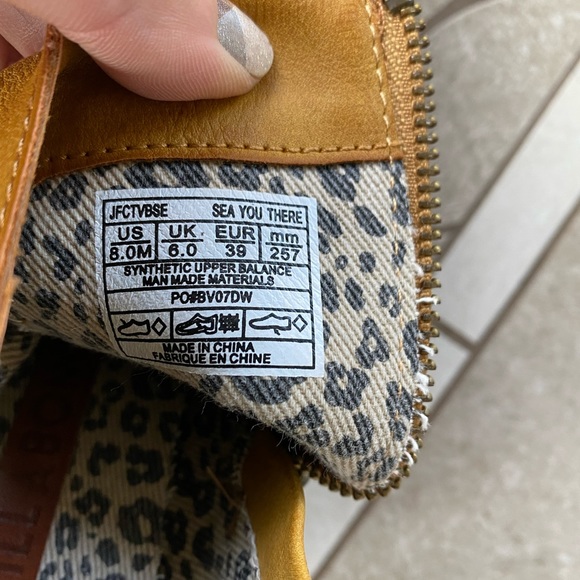 JFCTVBSE SEA YOU THERE
US UK. EUR mm
8.0M 6.0 39 257
SYNTHETIC UPPER BALANCE
MAN MADE MATERIALS
PO#BV07DW
MADE IN CHINA
FABRIQUE EN CHINE